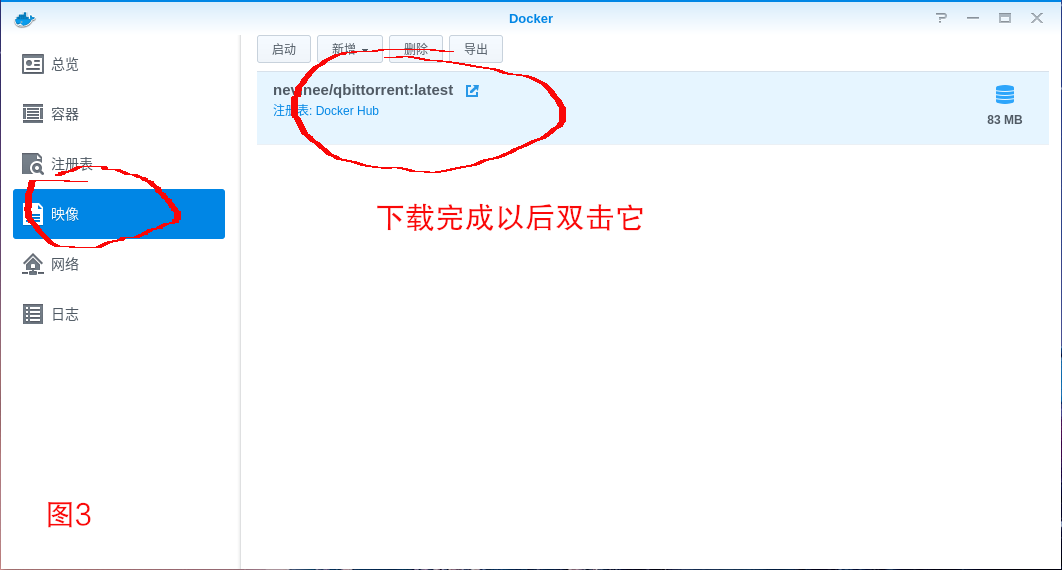 Docker
总览
容器
注册表
映像
网络
日志
启动 新增 删除 导出
nevinee/qbittorrent:latest
注册表: Docker Hub
83 MB
下载完成以后双击它
图3